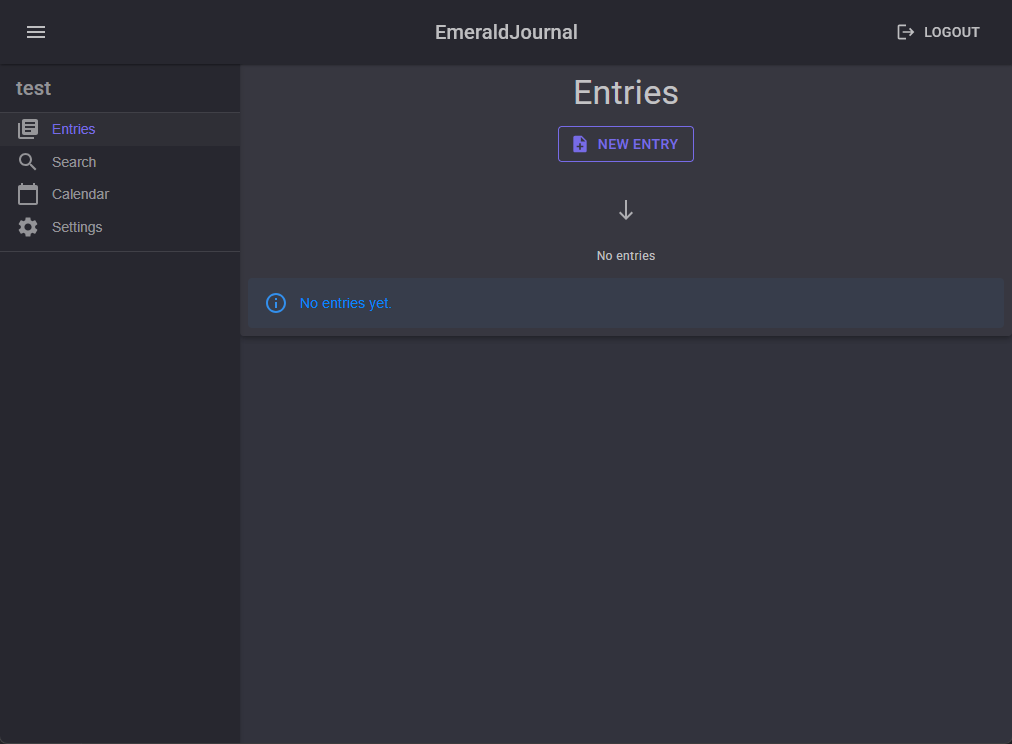 EmeraldJournal
LOGOUT
test
Entries
Search
Calendar
Settings
Entries
NEW ENTRY
No entries
No entries yet.